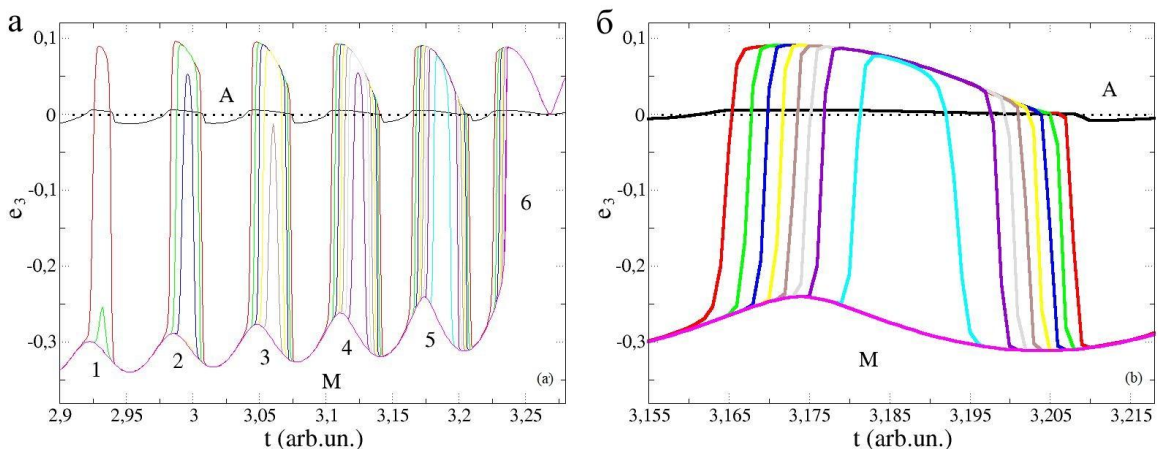 а
0,1
0
-0,1
-0,2
-0,3
e₃
A
1
2
3
4
5
6
M
(a)
2,9
2,95
3
3,05
3,1
3,15
3,2
3,25
t (arb.un.)
б
0,1
0
-0,1
-0,2
-0,3
e₃
A
M
(b)
3,155
3,165
3,175
3,185
3,195
3,205
3,215
t (arb.un.)